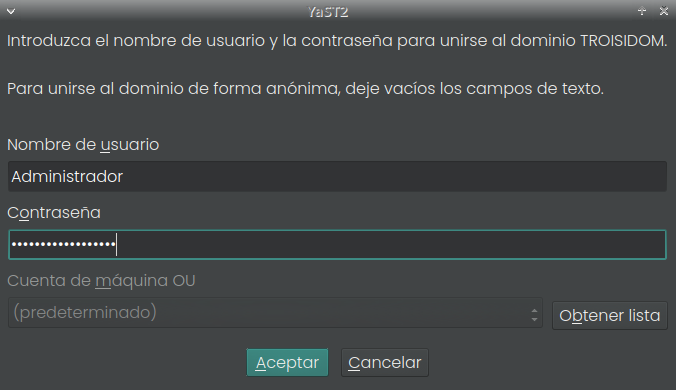 YaST2
Introduzca el nombre de usuario y la contraseña para unirse al dominio TROISIDOM.
Para unirse al dominio de forma anónima, deje vacíos los campos de texto.
Nombre de usuario
Administrador
Contraseña
••••••••••••••••••
Cuenta de máquina OU
(predeterminado)
Obtener lista
Aceptar
Cancelar